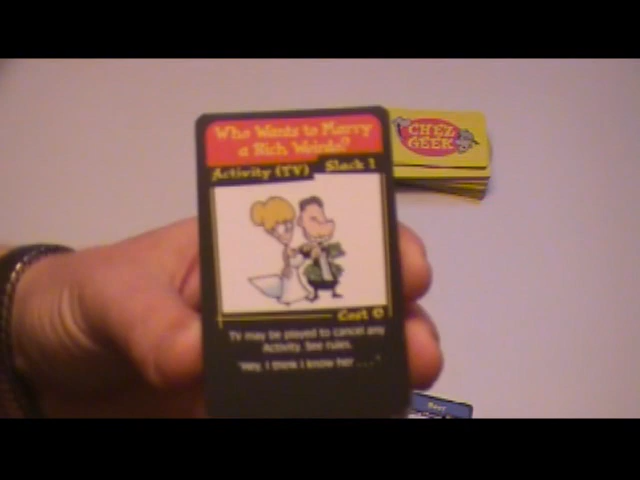 Who Wants to Marry
a Rich Weirdo?
Activity (TV) Slack 1
Cost 0
TV may be played to cancel any
Activity. See rules.
"Hey, I think I know her . . ."
CHEZ
GEEK
Beer